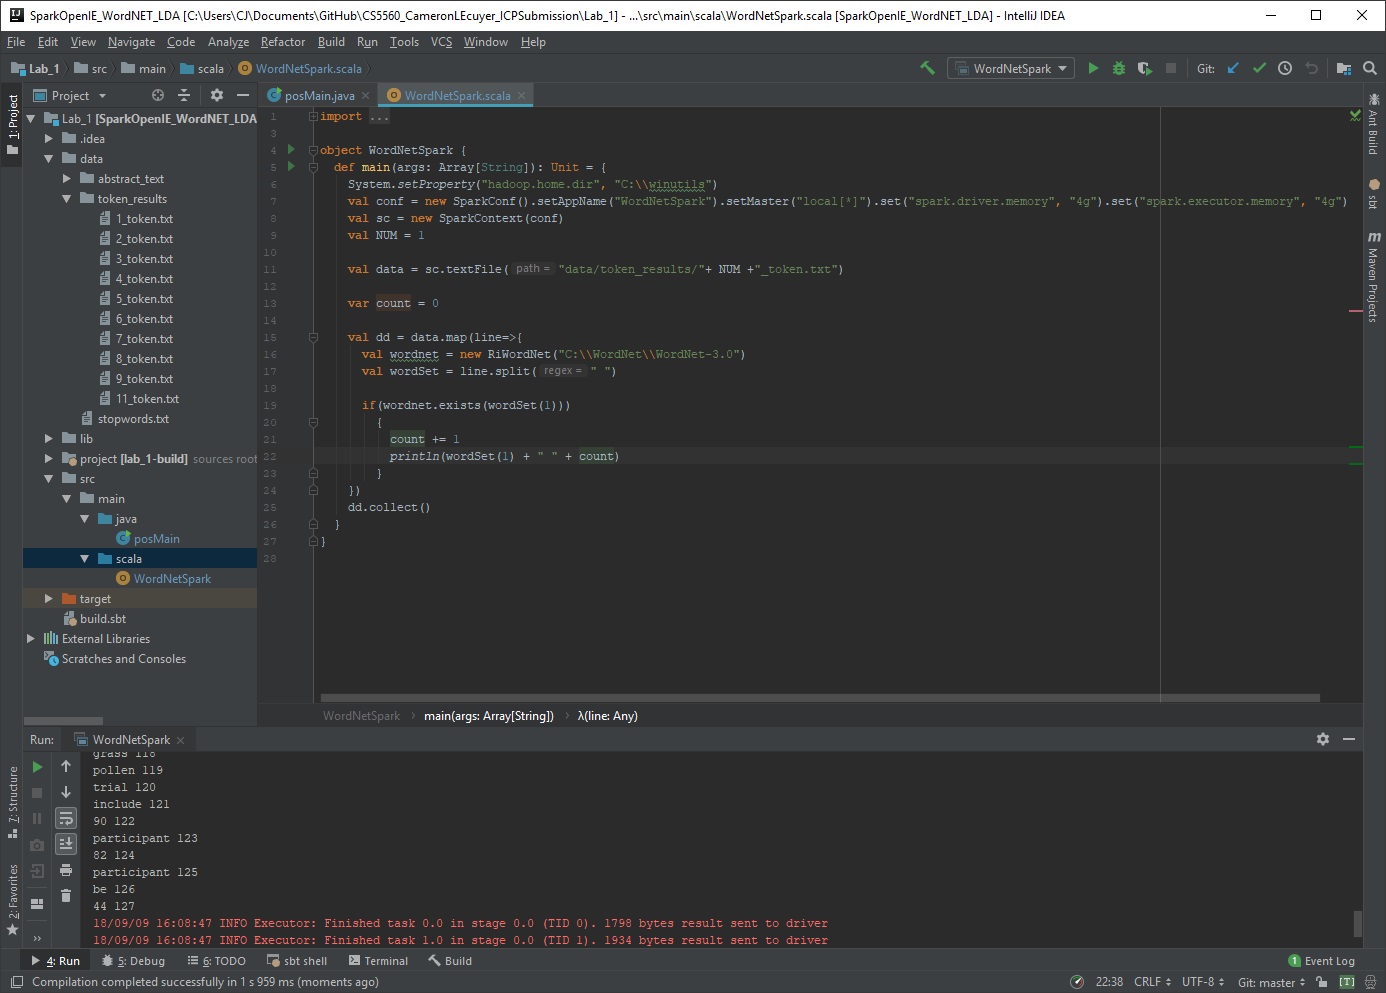 SparkOpenIE_WordNET_LDA [C:\Users\CJ\Documents\GitHub\CS5560_CameronLEcuyer_ICPSubmission\Lab_1] - ...\src\main\scala\WordNetSpark.scala [SparkOpenIE_WordNET_LDA] - IntelliJ IDEA
File Edit View Navigate Code Analyze Refactor Build Run Tools VCS Window Help
Lab_1 src main scala WordNetSpark.scala WordNetSpark Git:
1: Project
Project
posMain.java WordNetSpark.scala
Lab_1 [SparkOpenIE_WordNET_LDA
.idea
data
abstract_text
token_results
1_token.txt
2_token.txt
3_token.txt
4_token.txt
5_token.txt
6_token.txt
7_token.txt
8_token.txt
9_token.txt
11_token.txt
stopwords.txt
lib
project [lab_1-build] sources root
src
main
java
posMain
scala
WordNetSpark
target
build.sbt
External Libraries
Scratches and Consoles
1 import ...
3
4 object WordNetSpark {
5 def main(args: Array[String]): Unit = {
6 System.setProperty("hadoop.home.dir", "C:\\winutils")
7 val conf = new SparkConf().setAppName("WordNetSpark").setMaster("local[*]").set("spark.driver.memory", "4g").set("spark.executor.memory", "4g")
8 val sc = new SparkContext(conf)
9 val NUM = 1
10
11 val data = sc.textFile( path = "data/token_results/"+ NUM +"_token.txt")
12
13 var count = 0
14
15 val dd = data.map(line=>{
16 val wordnet = new RiWordNet("C:\\WordNet\\WordNet-3.0")
17 val wordSet = line.split( regex = " ")
18
19 if(wordnet.exists(wordSet(1)))
20 {
21 count += 1
22 println(wordSet(1) + " " + count)
23 }
24 })
25 dd.collect()
26 }
27 }
28
Ant Build
sbt
Maven Projects
WordNetSpark main(args: Array[String]) λ(line: Any)
Run: WordNetSpark
grass 118
pollen 119
trial 120
include 121
90 122
participant 123
82 124
participant 125
be 126
44 127
18/09/09 16:08:47 INFO Executor: Finished task 0.0 in stage 0.0 (TID 0). 1798 bytes result sent to driver
18/09/09 16:08:47 INFO Executor: Finished task 1.0 in stage 0.0 (TID 1). 1934 bytes result sent to driver
7: Structure
2: Favorites
4: Run 5: Debug 6: TODO sbt shell Terminal Build 1 Event Log
Compilation completed successfully in 1 s 959 ms (moments ago) 22:38 CRLF UTF-8 Git: master [T]